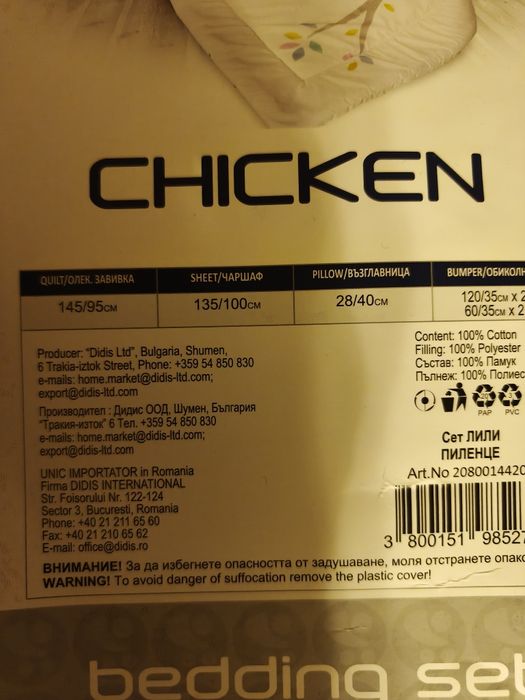 CHICKEN
QUILT/ОЛЕК. ЗАВИВКА SHEET/ЧАРШАФ PILLOW/ВЪЗГЛАВНИЦА BUMPER/ОБИКОЛН
145/95см 135/100см 28/40см 120/35см x 2
60/35см x 2
Producer: "Didis Ltd", Bulgaria, Shumen,
6 Trakia-iztok Street, Phone: +359 54 850 830
e-mails: home.market@didis-ltd.com;
export@didis-ltd.com
Производител : Дидис ООД, Шумен, България
"Тракия-изток" 6 Тел. +359 54 850 830
e-mails: home.market@didis-ltd.com;
export@didis-ltd.com
UNIC IMPORTATOR in Romania
Firma DIDIS INTERNATIONAL
Str. Foisorului Nr. 122-124
Sector 3, Bucuresti, Romania
Phone: +40 21 211 65 60
Fax: +40 21 210 65 62
E-mail: office@didis.ro
Content: 100% Cotton
Filling: 100% Polyester
Състав: 100% Памук
Пълнеж: 100% Полиес
PAP PVC
Сет ЛИЛИ
ПИЛЕНЦЕ
Art.No 2080014420
3 800151 98527
ВНИМАНИЕ! За да избегнете опасността от задушаване, моля отстранете опако
WARNING! To avoid danger of suffocation remove the plastic cover!
bedding set